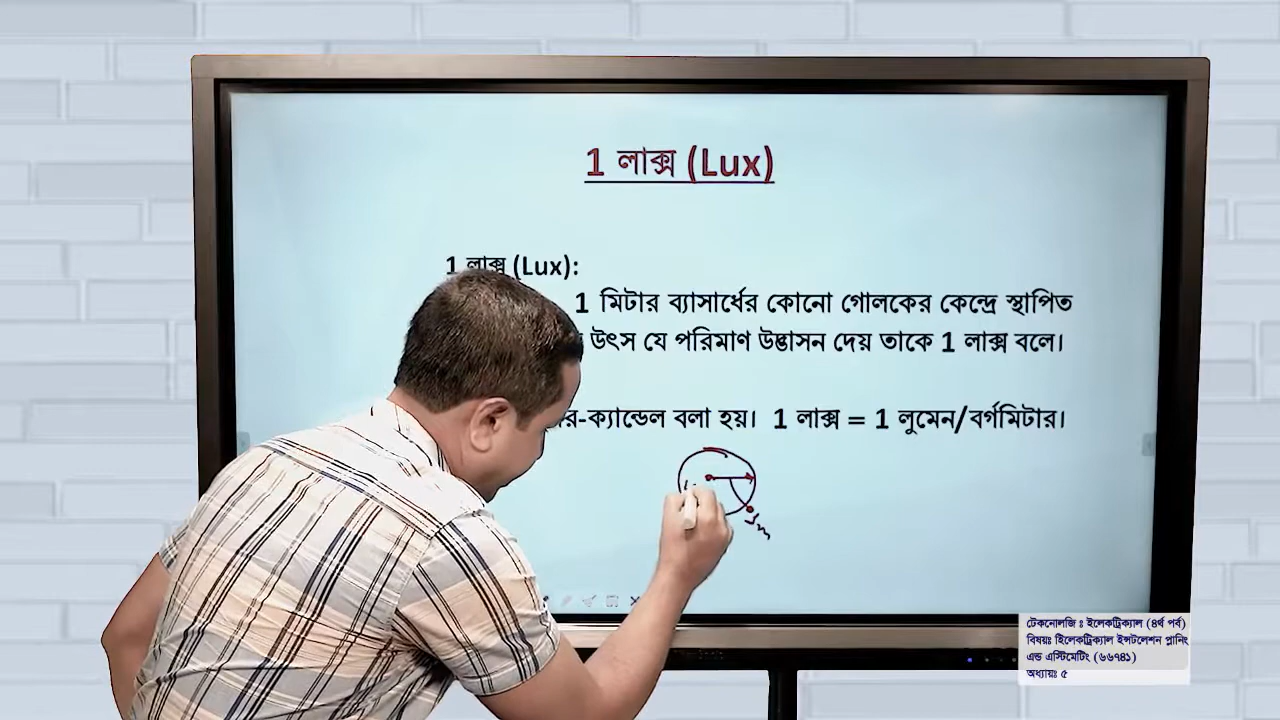 1 লাক্স (Lux)
1 লাক্স (Lux):
1 মিটার ব্যাসার্ধের কোনো গোলকের কেন্দ্রে স্থাপিত
উৎস যে পরিমাণ উদ্ভাসন দেয় তাকে 1 লাক্স বলে।
র-ক্যান্ডেল বলা হয়। 1 লাক্স = 1 লুমেন/বর্গমিটার।
টেকনোলজি : ইলেকট্রিক্যাল (৪র্থ পর্ব)
বিষয়ঃ ইলেকট্রিক্যাল ইন্সটলেশন প্লানিং
এন্ড এস্টিমেটিং (৬৬৭৪১)
অধ্যায়ঃ ৫